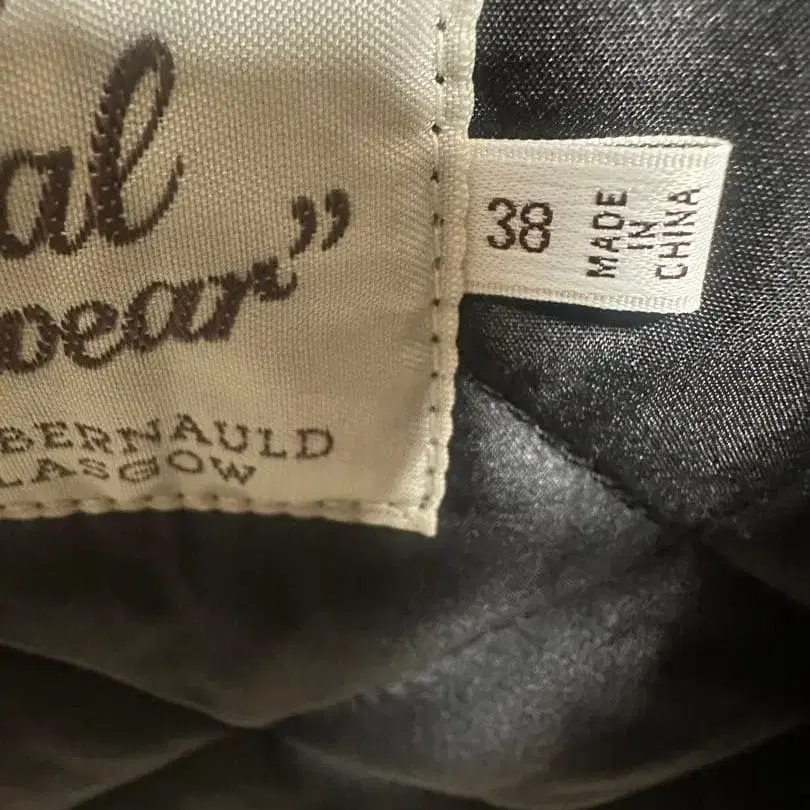 al
wear”
BERNAULD
LASGOW
38
MADE
IN
CHINA